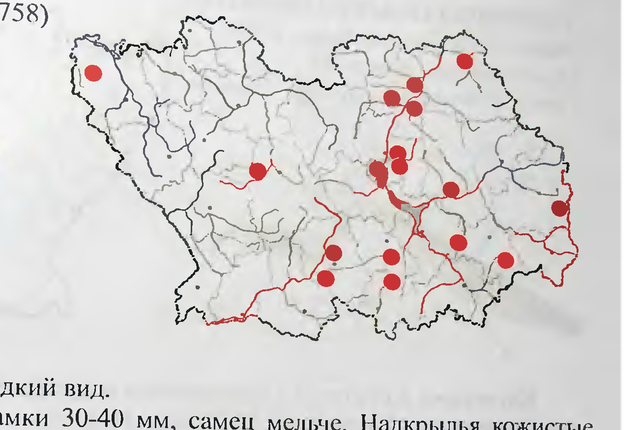 758)
дкий вид.
амки 30-40 мм, самец мельче. Надкрылья кожистые